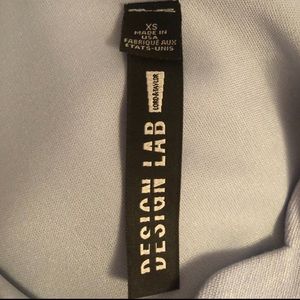 XS
MADE IN
USA
FABRIQUÉ AUX
ÉTATS-UNIS
LORD & TAYLOR
DESIGN LAB